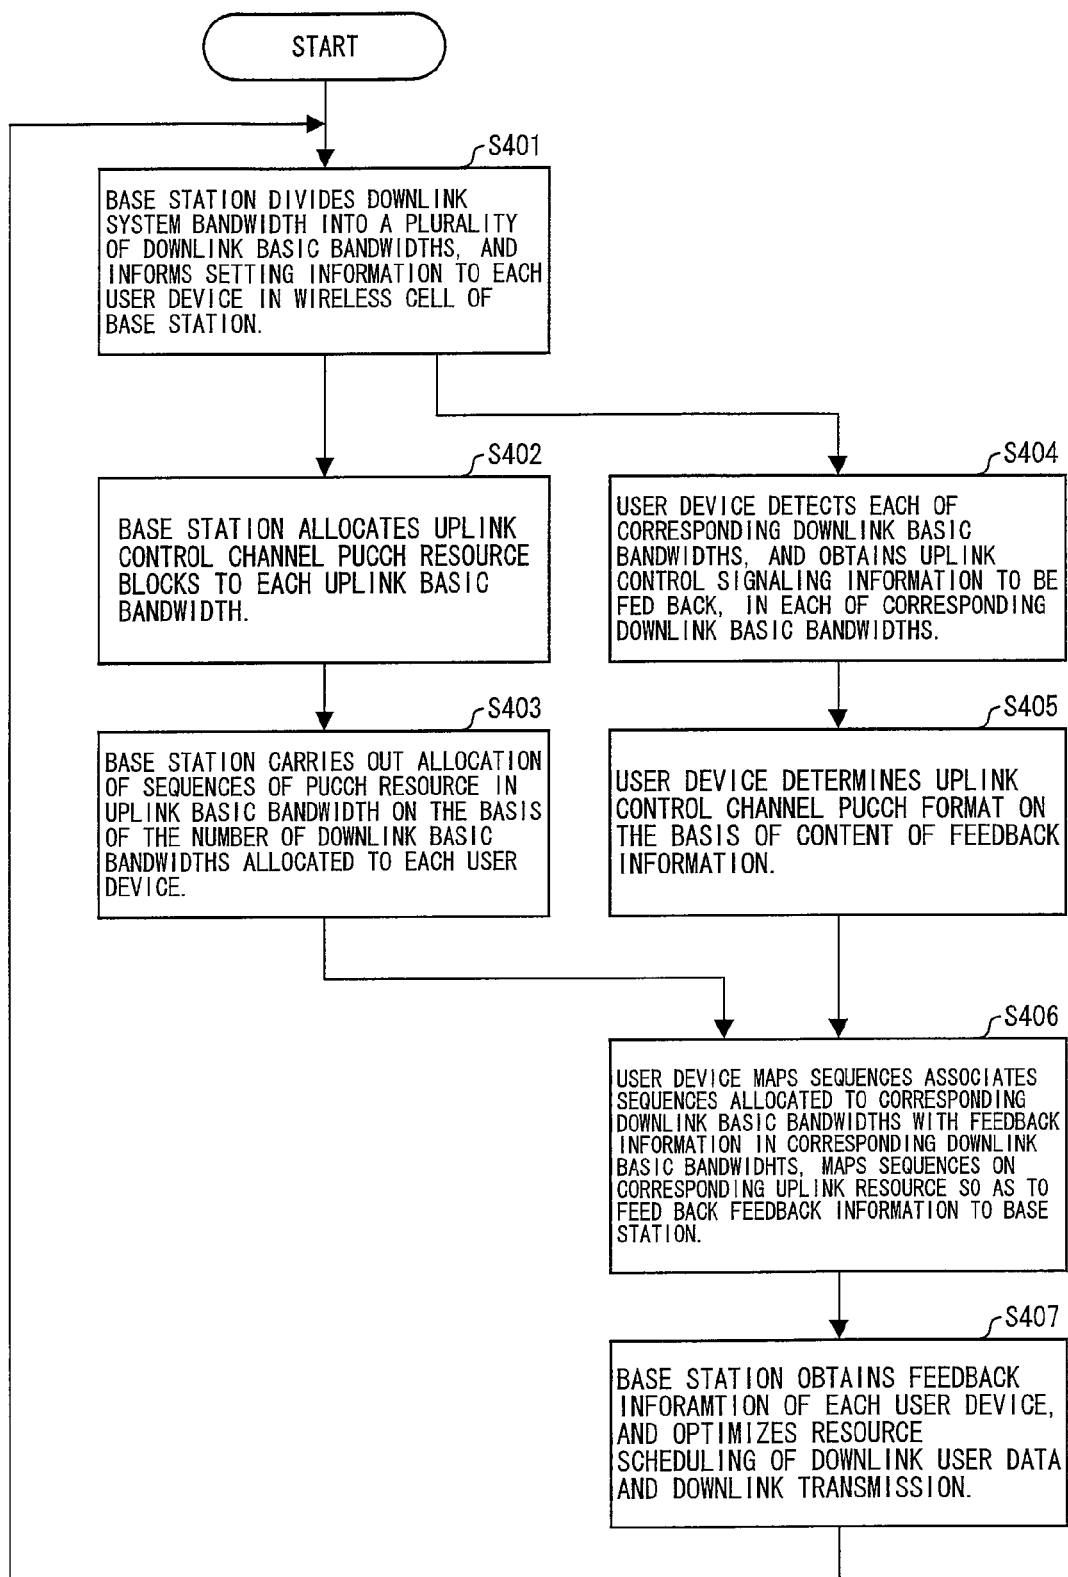 START
S401
BASE STATION DIVIDES DOWNLINK
SYSTEM BANDWIDTH INTO A PLURALITY
OF DOWNLINK BASIC BANDWIDTHS, AND
INFORMS SETTING INFORMATION TO EACH
USER DEVICE IN WIRELESS CELL OF
BASE STATION.
S402
BASE STATION ALLOCATES UPLINK
CONTROL CHANNEL PUCCH RESOURCE
BLOCKS TO EACH UPLINK BASIC
BANDWIDTH.
S403
BASE STATION CARRIES OUT ALLOCATION
OF SEQUENCES OF PUCCH RESOURCE IN
UPLINK BASIC BANDWIDTH ON THE BASIS
OF THE NUMBER OF DOWNLINK BASIC
BANDWIDTHS ALLOCATED TO EACH USER
DEVICE.
S404
USER DEVICE DETECTS EACH OF
CORRESPONDING DOWNLINK BASIC
BANDWIDTHS, AND OBTAINS UPLINK
CONTROL SIGNALING INFORMATION TO BE
FED BACK, IN EACH OF CORRESPONDING
DOWNLINK BASIC BANDWIDTHS.
S405
USER DEVICE DETERMINES UPLINK
CONTROL CHANNEL PUCCH FORMAT ON
THE BASIS OF CONTENT OF FEEDBACK
INFORMATION.
S406
USER DEVICE MAPS SEQUENCES ASSOCIATES
SEQUENCES ALLOCATED TO CORRESPONDING
DOWNLINK BASIC BANDWIDTHS WITH FEEDBACK
INFORMATION IN CORRESPONDING DOWNLINK
BASIC BANDWIDHTS, MAPS SEQUENCES ON
CORRESPONDING UPLINK RESOURCE SO AS TO
FEED BACK FEEDBACK INFORMATION TO BASE
STATION.
S407
BASE STATION OBTAINS FEEDBACK
INFORAMTION OF EACH USER DEVICE,
AND OPTIMIZES RESOURCE
SCHEDULING OF DOWNLINK USER DATA
AND DOWNLINK TRANSMISSION.